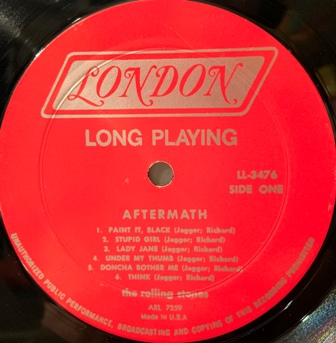 LONDON
LONG PLAYING
LL-3476
SIDE ONE
AFTERMATH
1. PAINT IT, BLACK (Jagger; Richard)
2. STUPID GIRL (Jagger; Richard)
3. LADY JANE (Jagger; Richard)
4. UNDER MY THUMB (Jagger; Richard)
5. DONCHA BOTHER ME (Jagger; Richard)
6. THINK (Jagger; Richard)
the rolling stones
ARL 7259
Made in U.S.A
UNAUTHORIZED PUBLIC PERFORMANCE, BROADCASTING AND COPYING OF THIS RECORDING PROHIBITED